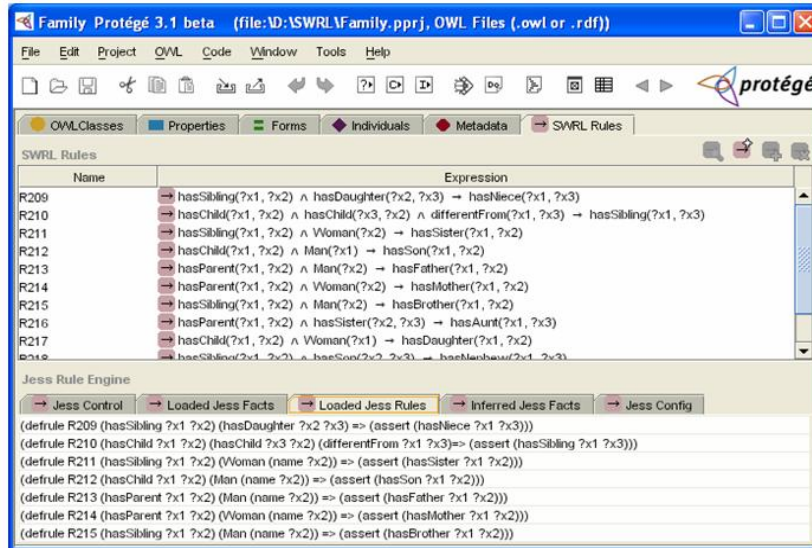 Family Protégé 3.1 beta (file:\D:\SWRL\Family.pprj, OWL Files (.owl or .rdf))
File Edit Project OWL Code Window Tools Help
protégé
OWLClasses Properties Forms Individuals Metadata → SWRL Rules
SWRL Rules
Name Expression
R209 → hasSibling(?x1, ?x2) ∧ hasDaughter(?x2, ?x3) → hasNiece(?x1, ?x3)
R210 → hasChild(?x1, ?x2) ∧ hasChild(?x3, ?x2) ∧ differentFrom(?x1, ?x3) → hasSibling(?x1, ?x3)
R211 → hasSibling(?x1, ?x2) ∧ Woman(?x2) → hasSister(?x1, ?x2)
R212 → hasChild(?x1, ?x2) ∧ Man(?x1) → hasSon(?x1, ?x2)
R213 → hasParent(?x1, ?x2) ∧ Man(?x2) → hasFather(?x1, ?x2)
R214 → hasParent(?x1, ?x2) ∧ Woman(?x2) → hasMother(?x1, ?x2)
R215 → hasSibling(?x1, ?x2) ∧ Man(?x2) → hasBrother(?x1, ?x2)
R216 → hasParent(?x1, ?x2) ∧ hasSister(?x2, ?x3) → hasAunt(?x1, ?x3)
R217 → hasChild(?x1, ?x2) ∧ Woman(?x1) → hasDaughter(?x1, ?x2)
R218 → hasSibling(?x1, ?x2) ∧ hasSon(?x2, ?x3) → hasNephew(?x1, ?x3)
Jess Rule Engine
→ Jess Control → Loaded Jess Facts → Loaded Jess Rules → Inferred Jess Facts → Jess Config
(defrule R209 (hasSibling ?x1 ?x2) (hasDaughter ?x2 ?x3) => (assert (hasNiece ?x1 ?x3)))
(defrule R210 (hasChild ?x1 ?x2) (hasChild ?x3 ?x2) (differentFrom ?x1 ?x3)=> (assert (hasSibling ?x1 ?x3)))
(defrule R211 (hasSibling ?x1 ?x2) (Woman (name ?x2)) => (assert (hasSister ?x1 ?x2)))
(defrule R212 (hasChild ?x1 ?x2) (Man (name ?x2)) => (assert (hasSon ?x1 ?x2)))
(defrule R213 (hasParent ?x1 ?x2) (Man (name ?x2)) => (assert (hasFather ?x1 ?x2)))
(defrule R214 (hasParent ?x1 ?x2) (Woman (name ?x2)) => (assert (hasMother ?x1 ?x2)))
(defrule R215 (hasSibling ?x1 ?x2) (Man (name ?x2)) => (assert (hasBrother ?x1 ?x2)))